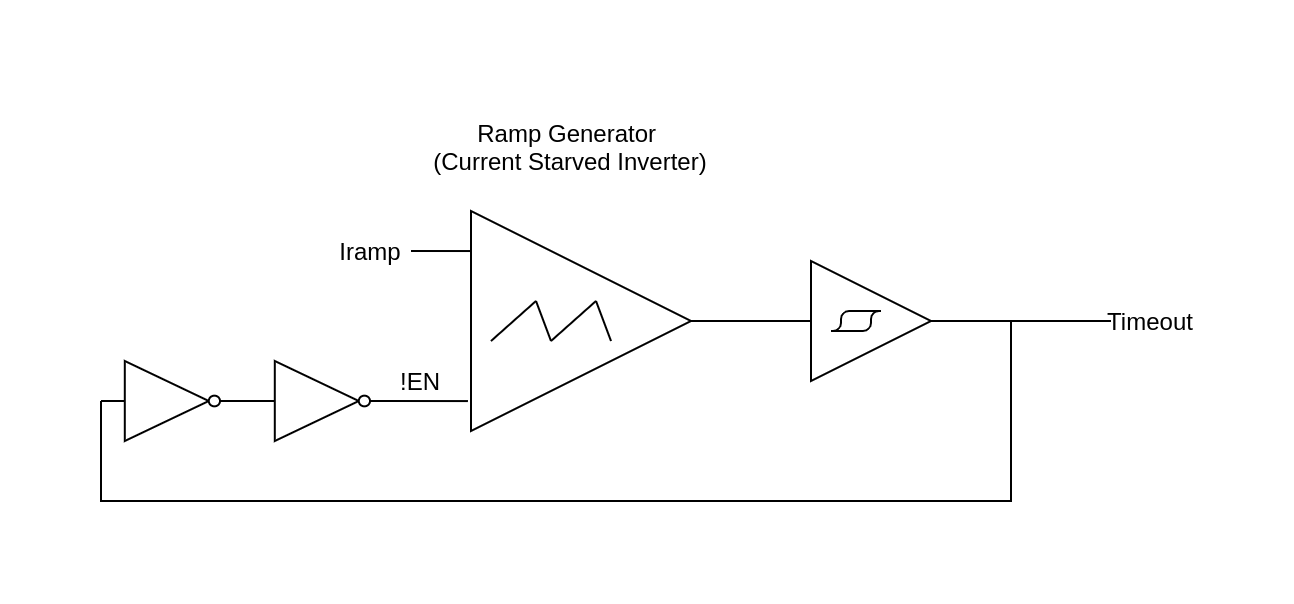 Ramp Generator
(Current Starved Inverter)
Iramp
!EN
Timeout